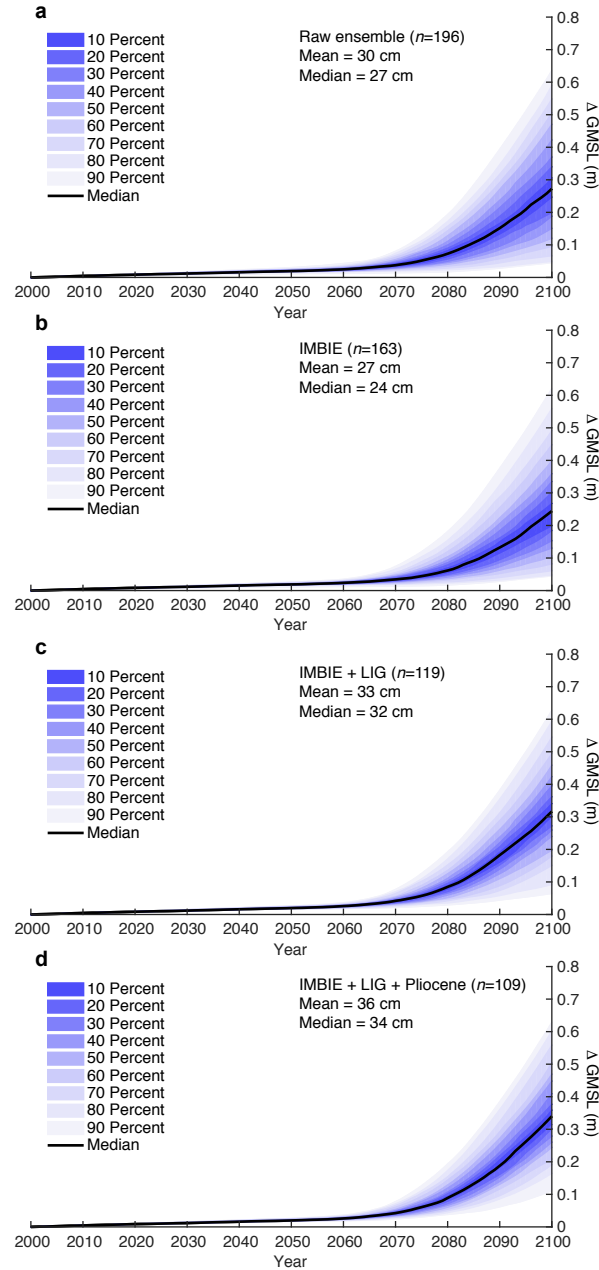 a
10 Percent
20 Percent
30 Percent
40 Percent
50 Percent
60 Percent
70 Percent
80 Percent
90 Percent
Median
Raw ensemble (n=196)
Mean = 30 cm
Median = 27 cm
0.8
0.7
0.6
0.5
0.4
0.3
0.2
0.1
0
Δ GMSL (m)
2000 2010 2020 2030 2040 2050 2060 2070 2080 2090 2100
Year
b
10 Percent
20 Percent
30 Percent
40 Percent
50 Percent
60 Percent
70 Percent
80 Percent
90 Percent
Median
IMBIE (n=163)
Mean = 27 cm
Median = 24 cm
0.8
0.7
0.6
0.5
0.4
0.3
0.2
0.1
0
Δ GMSL (m)
2000 2010 2020 2030 2040 2050 2060 2070 2080 2090 2100
Year
c
10 Percent
20 Percent
30 Percent
40 Percent
50 Percent
60 Percent
70 Percent
80 Percent
90 Percent
Median
IMBIE + LIG (n=119)
Mean = 33 cm
Median = 32 cm
0.8
0.7
0.6
0.5
0.4
0.3
0.2
0.1
0
Δ GMSL (m)
2000 2010 2020 2030 2040 2050 2060 2070 2080 2090 2100
Year
d
10 Percent
20 Percent
30 Percent
40 Percent
50 Percent
60 Percent
70 Percent
80 Percent
90 Percent
Median
IMBIE + LIG + Pliocene (n=109)
Mean = 36 cm
Median = 34 cm
0.8
0.7
0.6
0.5
0.4
0.3
0.2
0.1
0
Δ GMSL (m)
2000 2010 2020 2030 2040 2050 2060 2070 2080 2090 2100
Year